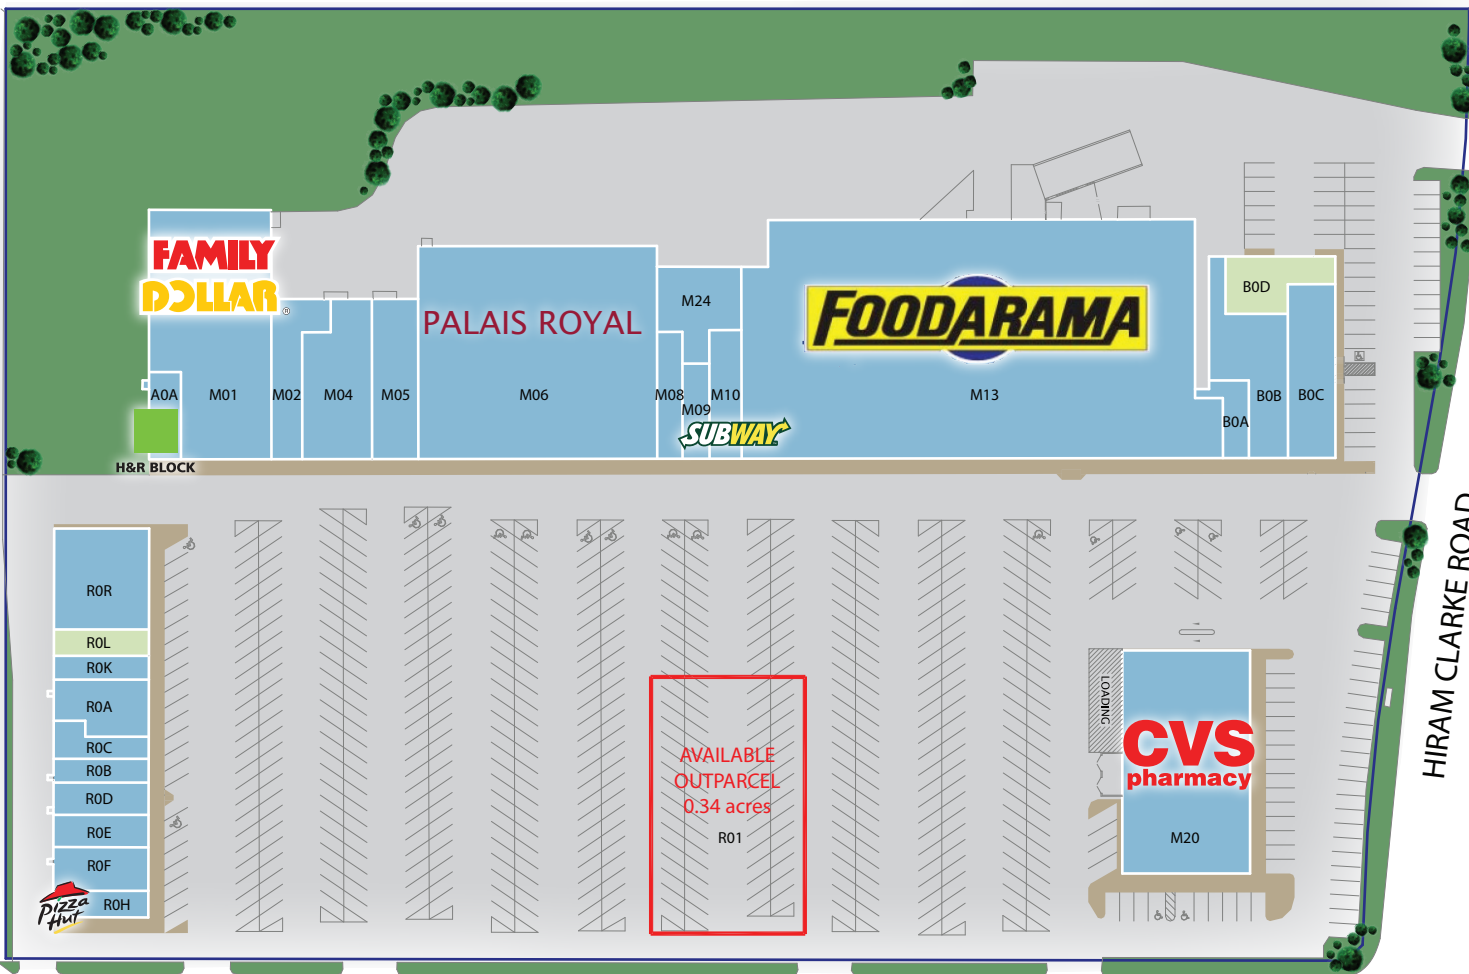 FAMILY
DOLLAR
®
A0A
M01
M02
M04
M05
PALAIS ROYAL
M06
M24
M08
M09
M10
SUBWAY
FOODARAMA
M13
B0D
B0A
B0B
B0C
H&R BLOCK
HIRAM CLARKE ROAD
R0R
R0L
R0K
R0A
R0C
R0B
R0D
R0E
R0F
R0H
Pizza
Hut
AVAILABLE
OUTPARCEL
0.34 acres
R01
LOADING
CVS
pharmacy
M20